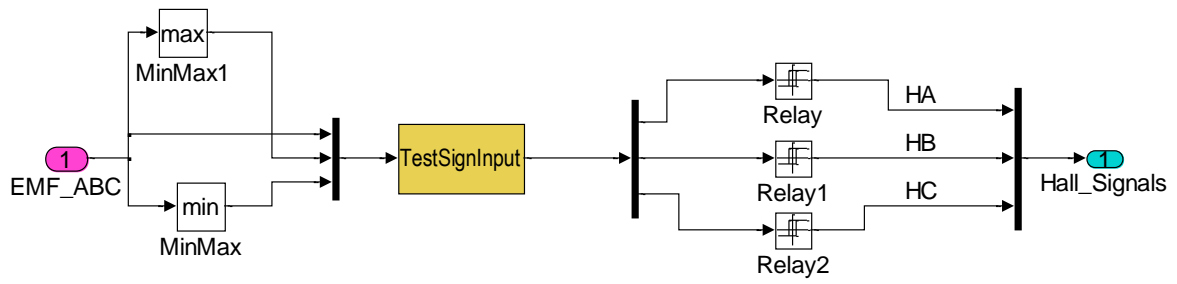 max
MinMax1
1
EMF_ABC
min
MinMax
TestSignInput
Relay
HA
Relay1
HB
Relay2
HC
1
Hall_Signals